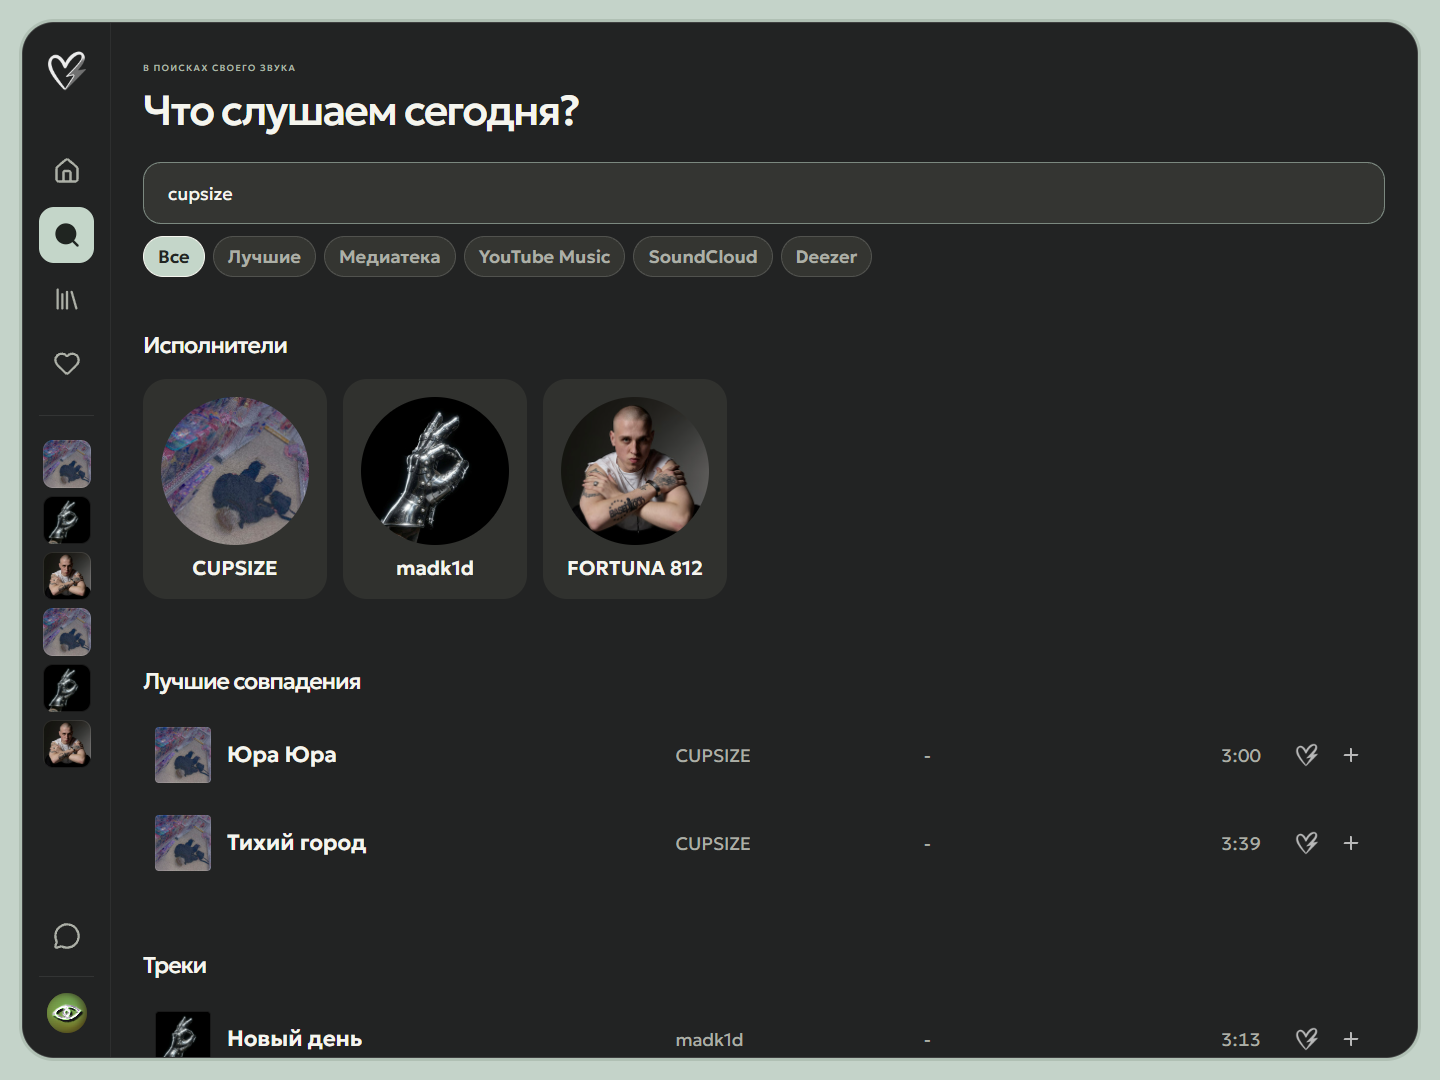 В ПОИСКАХ СВОЕГО ЗВУКА
Что слушаем сегодня?
cupsize
Все Лучшие Медиатека YouTube Music SoundCloud Deezer
Исполнители
CUPSIZE madk1d FORTUNA 812
Лучшие совпадения
Юра Юра CUPSIZE - 3:00
Тихий город CUPSIZE - 3:39
Треки
Новый день madk1d - 3:13